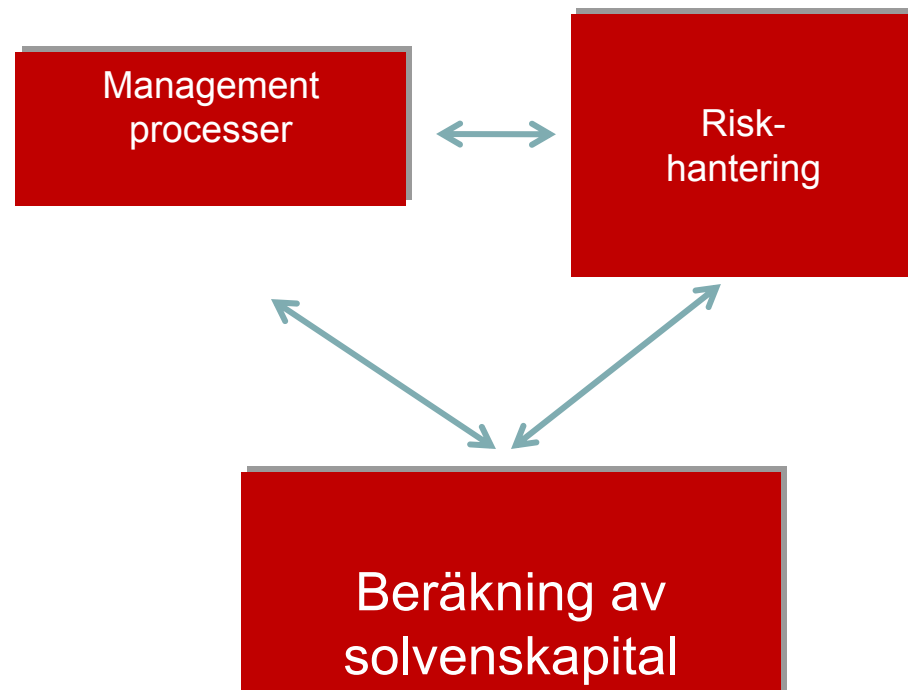 Management
processer
Risk-
hantering
Beräkning av
solvenskapital